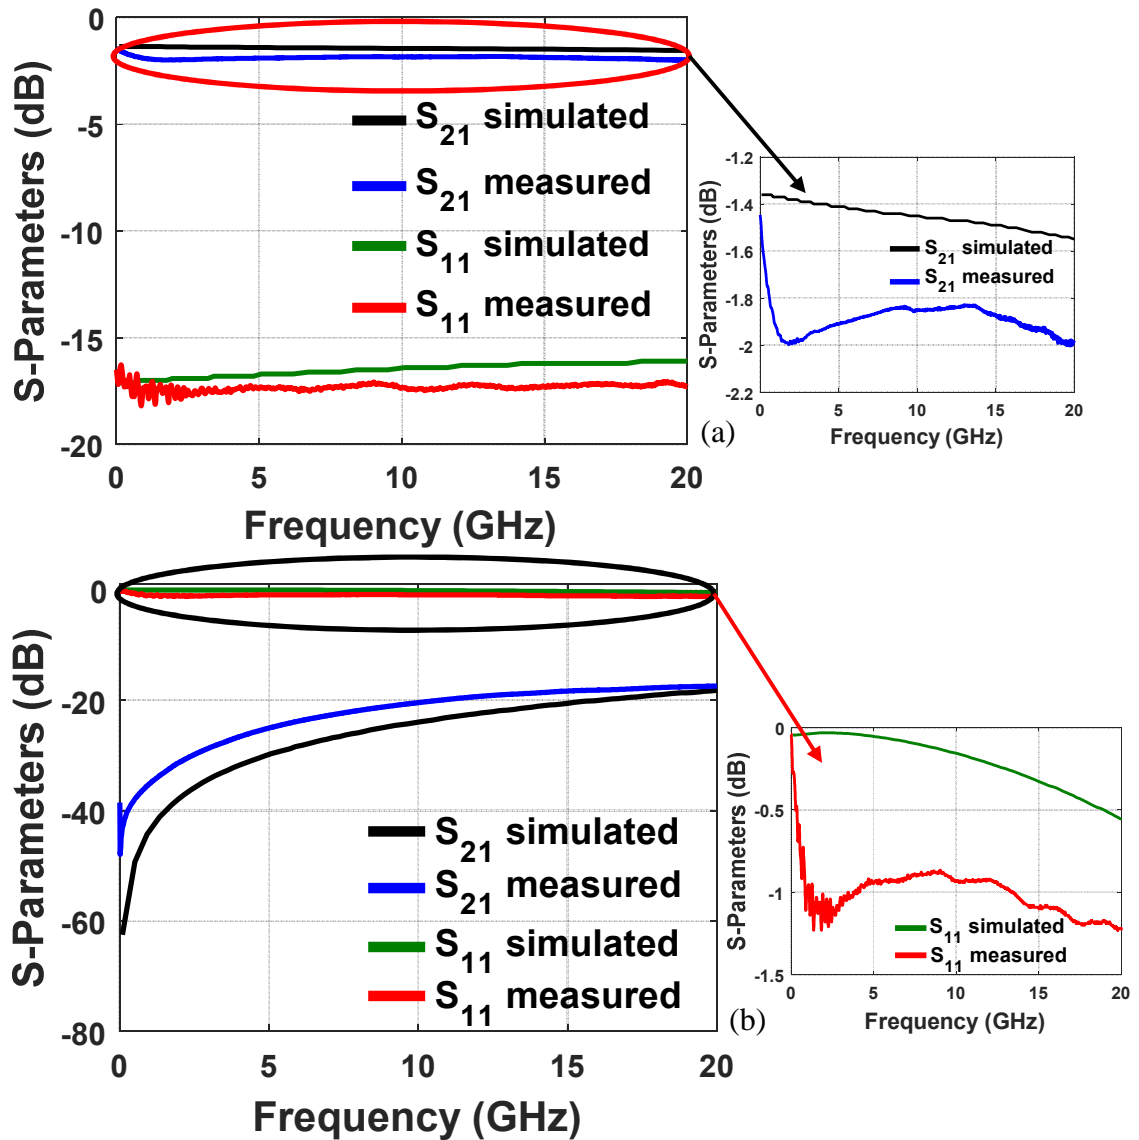 S-Parameters (dB)
0
-5
-10
-15
-20
S21 simulated
S21 measured
S11 simulated
S11 measured
0 5 10 15 20
Frequency (GHz)
S-Parameters (dB)
-1.2
-1.4
-1.6
-1.8
-2
-2.2
S21 simulated
S21 measured
0 5 10 15 20
Frequency (GHz)
(a)
S-Parameters (dB)
0
-20
-40
-60
-80
S21 simulated
S21 measured
S11 simulated
S11 measured
0 5 10 15 20
Frequency (GHz)
S-Parameters (dB)
0
-0.5
-1
-1.5
S11 simulated
S11 measured
0 5 10 15 20
Frequency (GHz)
(b)